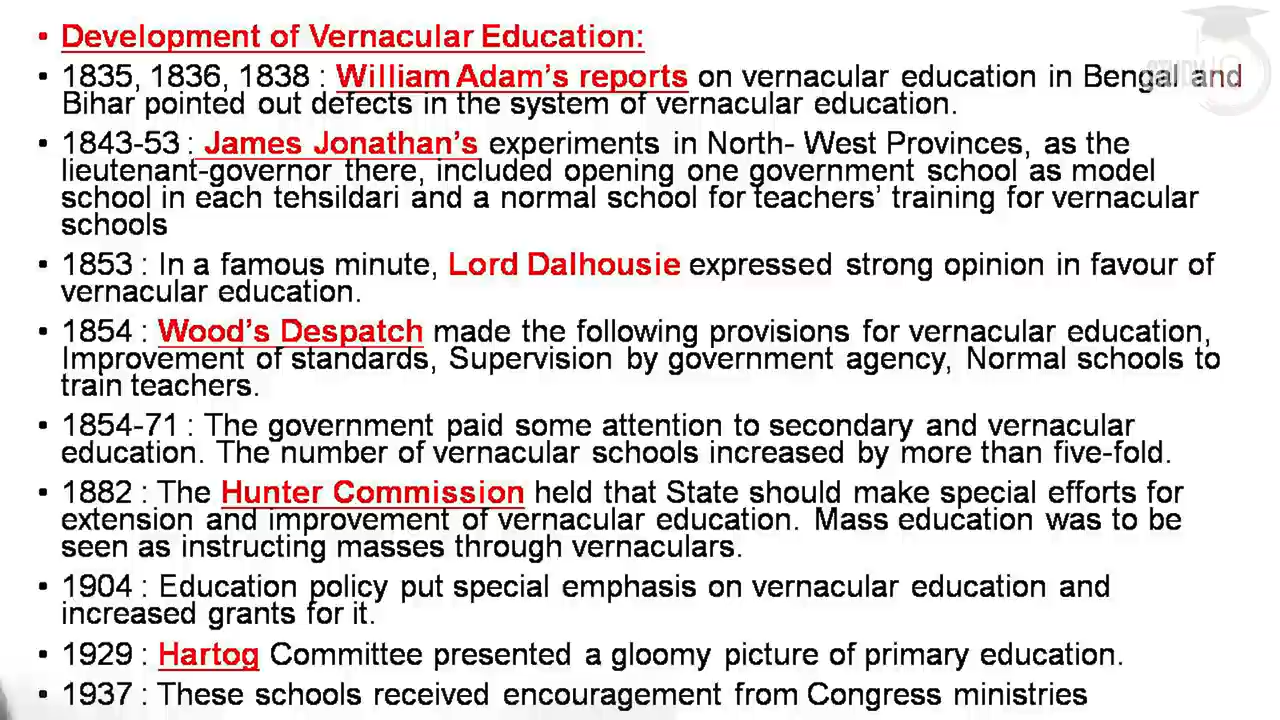 • Development of Vernacular Education:
• 1835, 1836, 1838 : William Adam's reports on vernacular education in Bengal and
Bihar pointed out defects in the system of vernacular education.
• 1843-53 : James Jonathan's experiments in North- West Provinces, as the
lieutenant-governor there, included opening one government school as model
school in each tehsildari and a normal school for teachers' training for vernacular
schools
• 1853 : In a famous minute, Lord Dalhousie expressed strong opinion in favour of
vernacular education.
• 1854 : Wood's Despatch made the following provisions for vernacular education,
Improvement of standards, Supervision by government agency, Normal schools to
train teachers.
• 1854-71 : The government paid some attention to secondary and vernacular
education. The number of vernacular schools increased by more than five-fold.
• 1882 : The Hunter Commission held that State should make special efforts for
extension and improvement of vernacular education. Mass education was to be
seen as instructing masses through vernaculars.
• 1904 : Education policy put special emphasis on vernacular education and
increased grants for it.
• 1929 : Hartog Committee presented a gloomy picture of primary education.
• 1937 : These schools received encouragement from Congress ministries